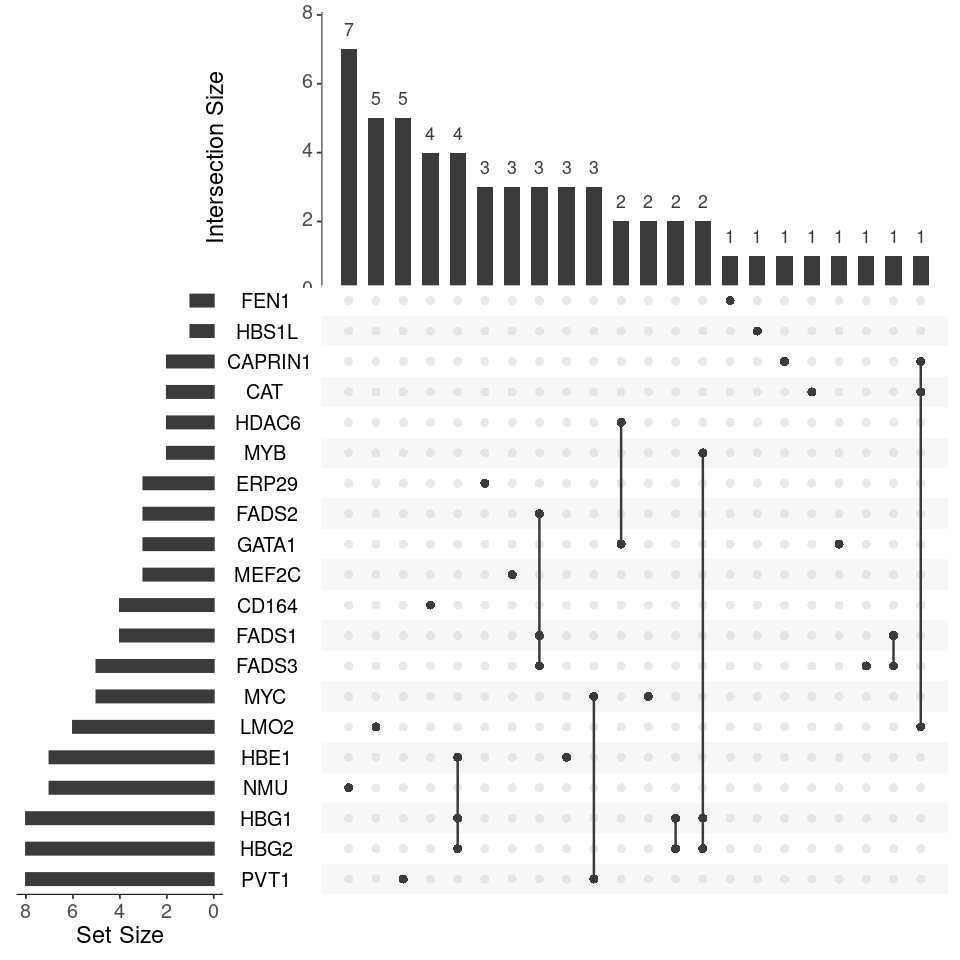 8
7
6
5 5
4 4
4
3 3 3 3 3
2 2 2 2
2
1 1 1 1 1 1 1 1
0
Intersection Size
FEN1
HBS1L
CAPRIN1
CAT
HDAC6
MYB
ERP29
FADS2
GATA1
MEF2C
CD164
FADS1
FADS3
MYC
LMO2
HBE1
NMU
HBG1
HBG2
PVT1
8 6 4 2 0
Set Size